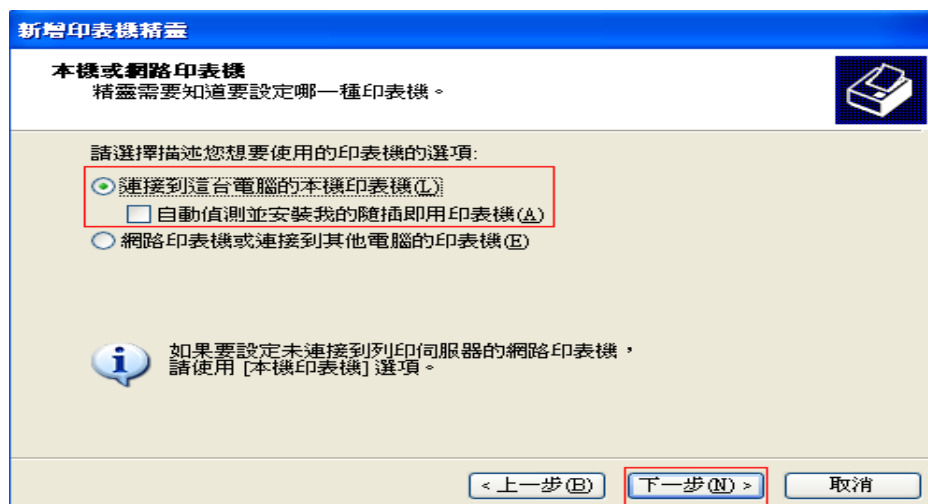 新增印表機精靈
本機或網路印表機
精靈需要知道要設定哪一種印表機。
請選擇描述您想要使用的印表機的選項:
連接到這台電腦的本機印表機(L)
自動偵測並安裝我的隨插即用印表機(A)
網路印表機或連接到其他電腦的印表機(E)
如果要設定未連接到列印伺服器的網路印表機，
請使用 [本機印表機] 選項。
< 上一步(B) 下一步(N) > 取消